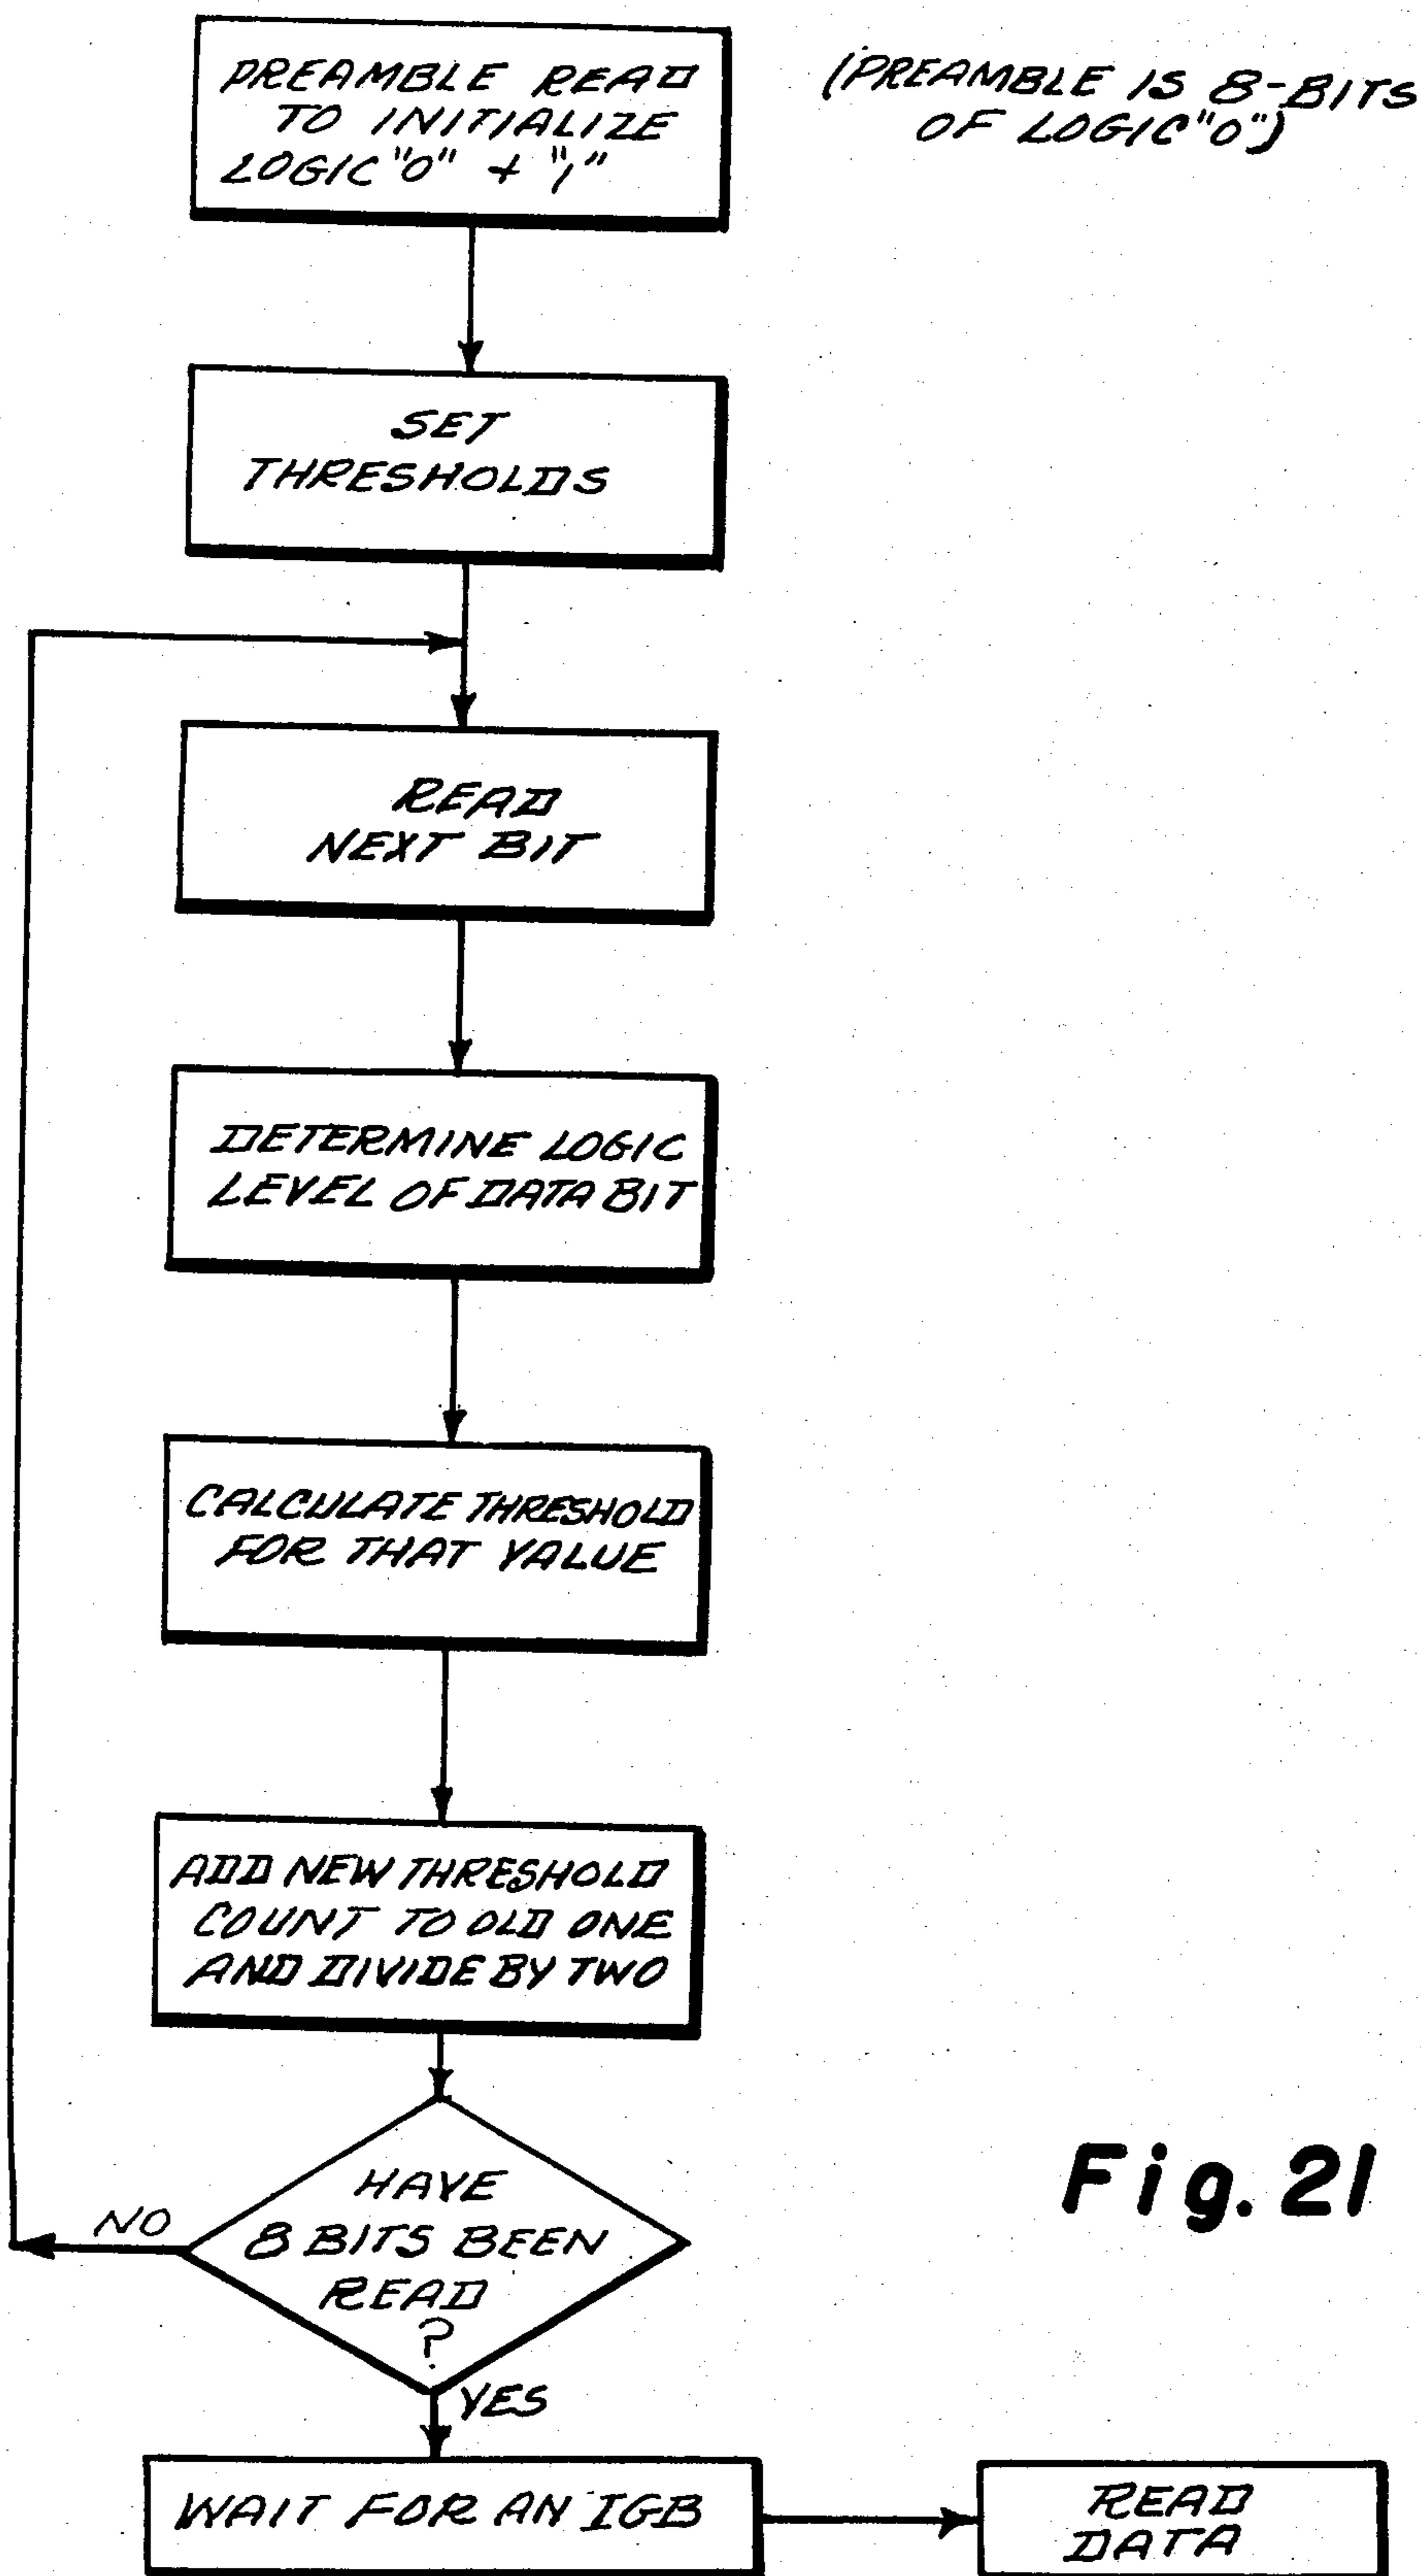 PREAMBLE READ
TO INITIALIZE
LOGIC "0" + "1"
(PREAMBLE IS 8-BITS
OF LOGIC "0")
SET
THRESHOLDS
READ
NEXT BIT
DETERMINE LOGIC
LEVEL OF DATA BIT
CALCULATE THRESHOLD
FOR THAT VALUE
ADD NEW THRESHOLD
COUNT TO OLD ONE
AND DIVIDE BY TWO
HAVE
8 BITS BEEN
READ
?
NO
YES
WAIT FOR AN IGB
READ
DATA
Fig. 21